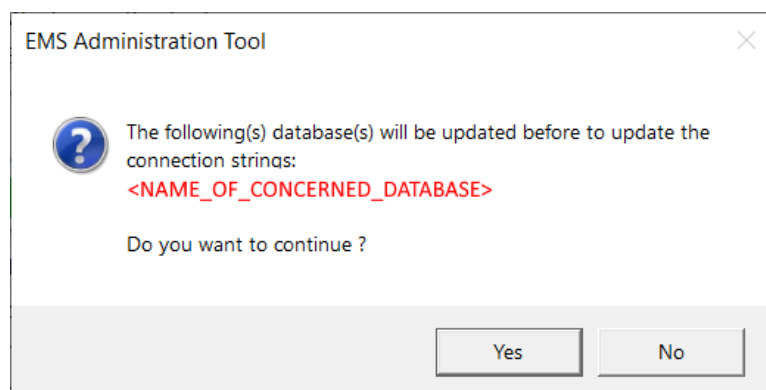 EMS Administration Tool
The following(s) database(s) will be updated before to update the
connection strings:
<NAME_OF_CONCERNED_DATABASE>
Do you want to continue ?
Yes
No